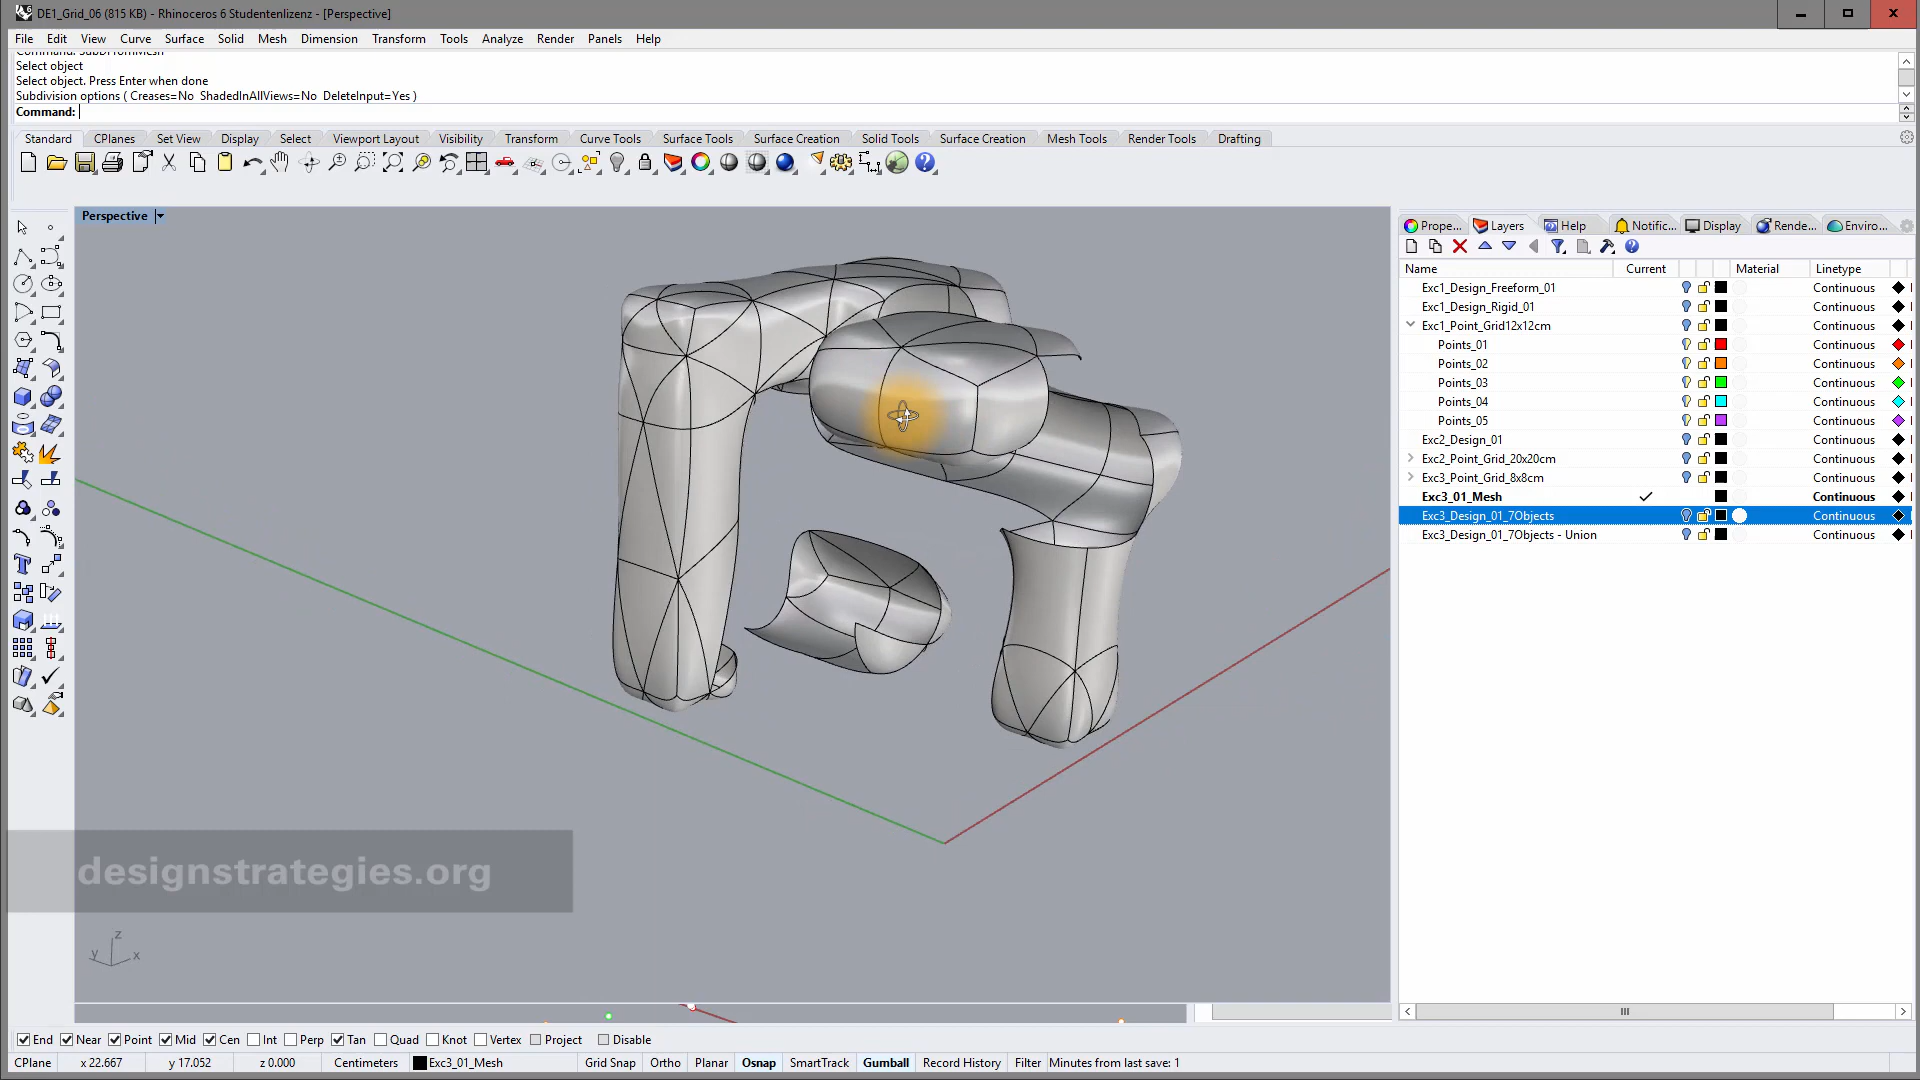 DE1_Grid_06 (815 KB) - Rhinoceros 6 Studentenlizenz - [Perspective]
File Edit View Curve Surface Solid Mesh Dimension Transform Tools Analyze Render Panels Help
Command: SubDFromMesh
Select object
Select object. Press Enter when done
Subdivision options ( Creases=No ShadedInAllViews=No DeleteInput=Yes )
Command:
Standard CPlanes Set View Display Select Viewport Layout Visibility Transform Curve Tools Surface Tools Surface Creation Solid Tools Surface Creation Mesh Tools Render Tools Drafting
Perspective
Prope... Layers Help Notific... Display Rende... Enviro...
Name Current Material Linetype
Exc1_Design_Freeform_01 Continuous
Exc1_Design_Rigid_01 Continuous
Exc1_Point_Grid12x12cm Continuous
Points_01 Continuous
Points_02 Continuous
Points_03 Continuous
Points_04 Continuous
Points_05 Continuous
Exc2_Design_01 Continuous
Exc2_Point_Grid_20x20cm Continuous
Exc3_Point_Grid_8x8cm Continuous
Exc3_01_Mesh Continuous
Exc3_Design_01_7Objects Continuous
Exc3_Design_01_7Objects - Union Continuous
designstrategies.org
z
y x
End Near Point Mid Cen Int Perp Tan Quad Knot Vertex Project Disable
CPlane x 22.667 y 17.052 z 0.000 Centimeters Exc3_01_Mesh Grid Snap Ortho Planar Osnap SmartTrack Gumball Record History Filter Minutes from last save: 1